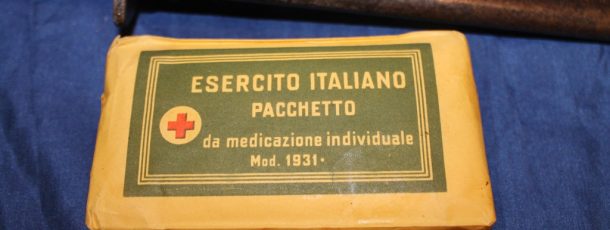 ESERCITO ITALIANO
PACCHETTO
da medicazione individuale
Mod. 1931.